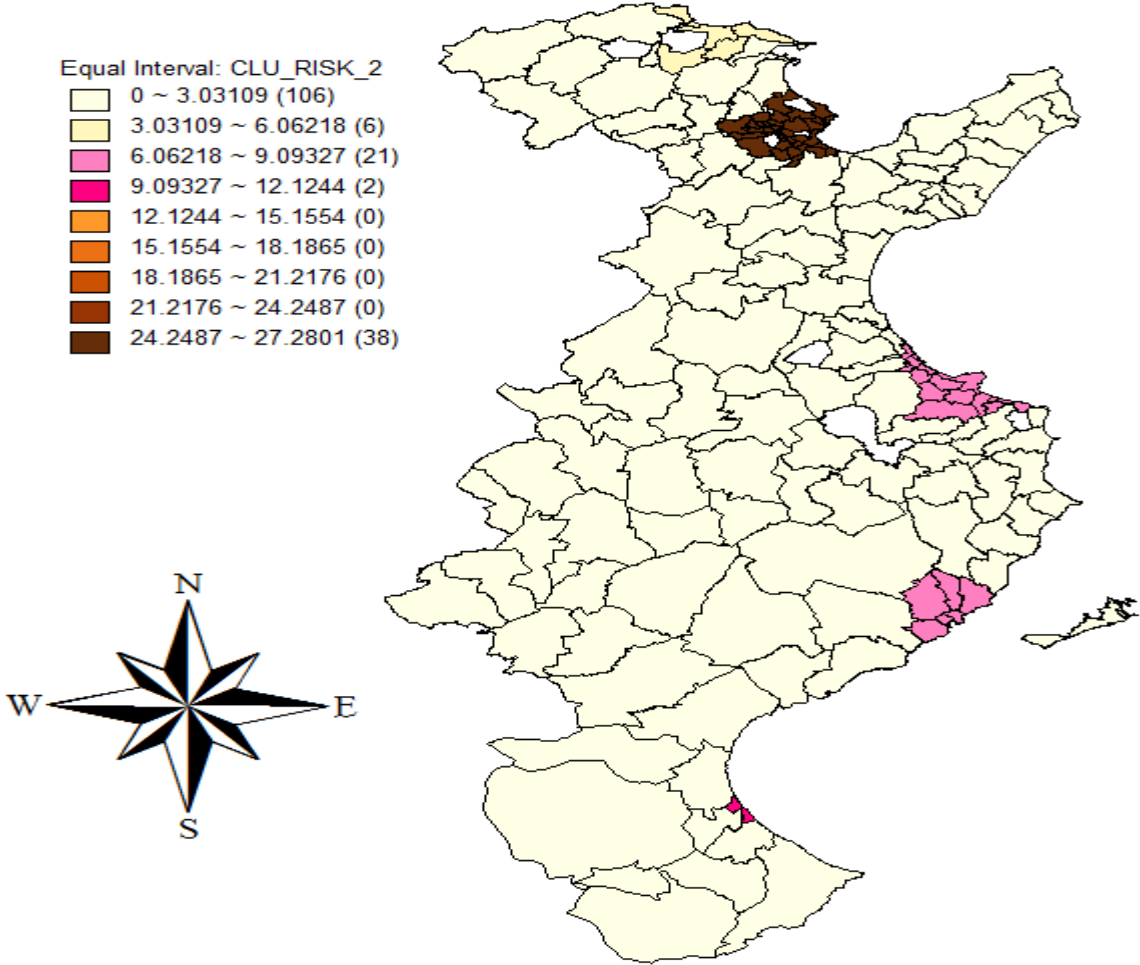 Equal Interval: CLU_RISK_2
0 ~ 3.03109 (106)
3.03109 ~ 6.06218 (6)
6.06218 ~ 9.09327 (21)
9.09327 ~ 12.1244 (2)
12.1244 ~ 15.1554 (0)
15.1554 ~ 18.1865 (0)
18.1865 ~ 21.2176 (0)
21.2176 ~ 24.2487 (0)
24.2487 ~ 27.2801 (38)
N
W E
S